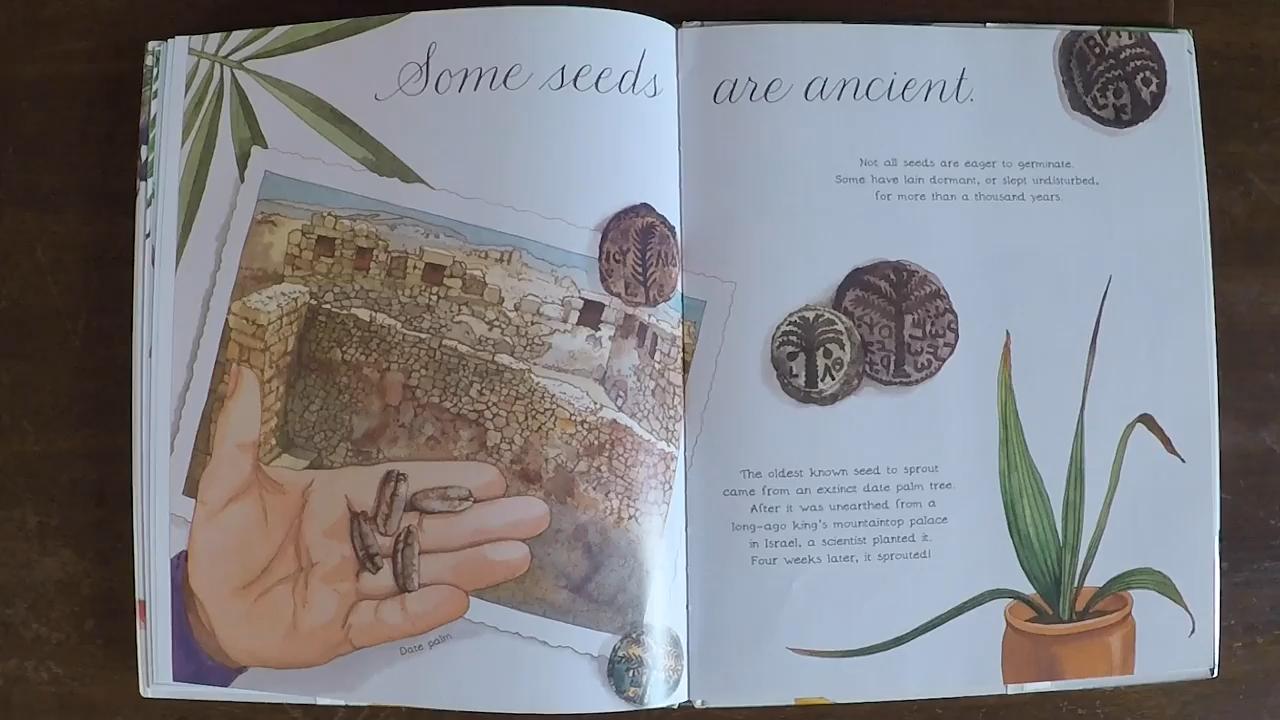 Some seeds are ancient.
Not all seeds are eager to germinate.
Some have lain dormant, or slept undisturbed,
for more than a thousand years.
The oldest known seed to sprout
came from an extinct date palm tree.
After it was unearthed from a
long-ago king's mountaintop palace
in Israel, a scientist planted it.
Four weeks later, it sprouted!
Date palm